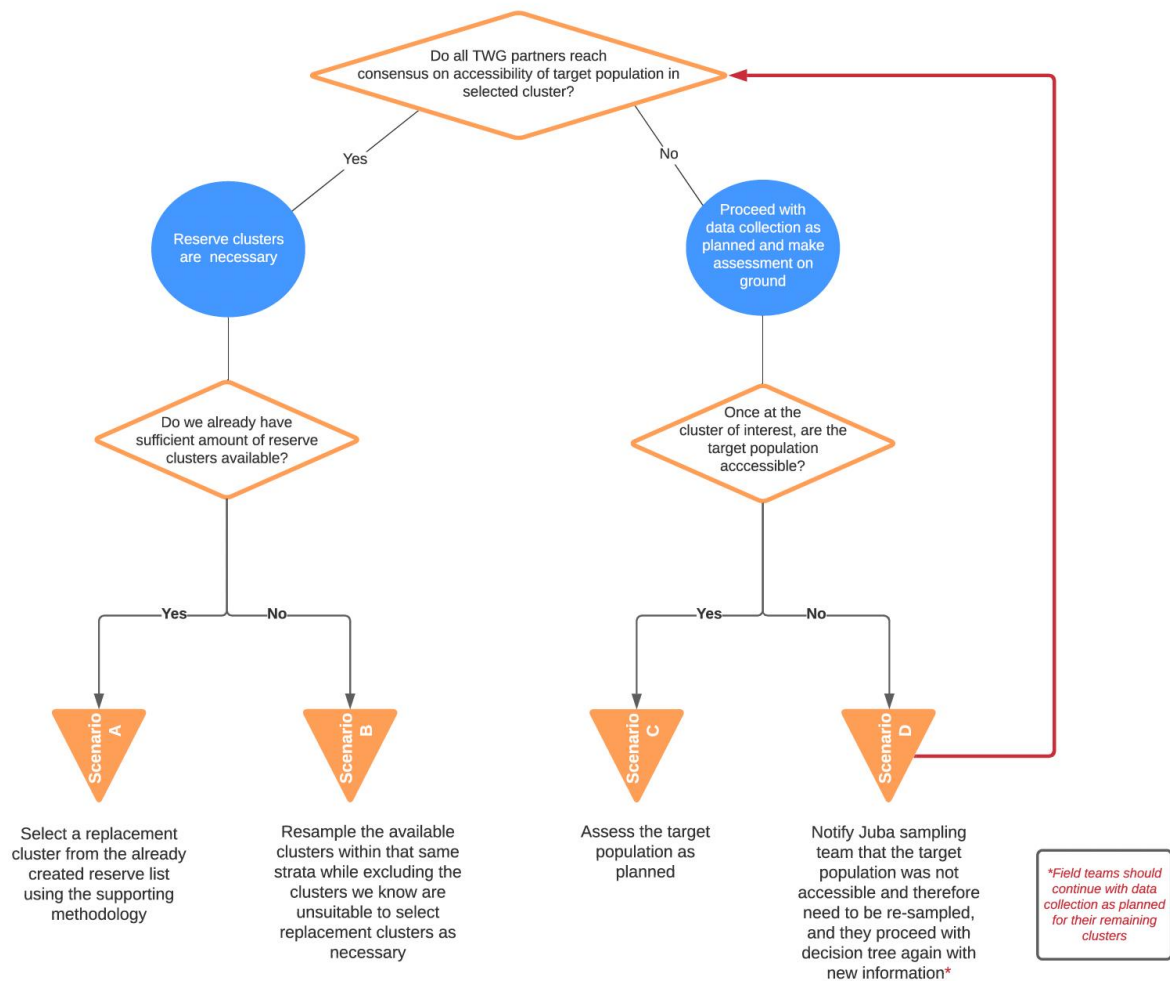 Do all TWG partners reach
consensus on accessibility of target population in
selected cluster?
Yes
No
Reserve clusters
are necessary
Proceed with
data collection as
planned and make
assessment on
ground
Do we already have
sufficient amount of reserve
clusters available?
Once at the
cluster of interest, are the
target population
acccessible?
Yes
No
Yes
No
Scenario
A
Scenario
B
Scenario
C
Scenario
D
Select a replacement
cluster from the already
created reserve list
using the supporting
methodology
Resample the available
clusters within that same
strata while excluding the
clusters we know are
unsuitable to select
replacement clusters as
necessary
Assess the target
population as
planned
Notify Juba sampling
team that the target
population was not
accessible and therefore
need to be re-sampled,
and they proceed with
decision tree again with
new information*
*Field teams should
continue with data
collection as planned
for their remaining
clusters